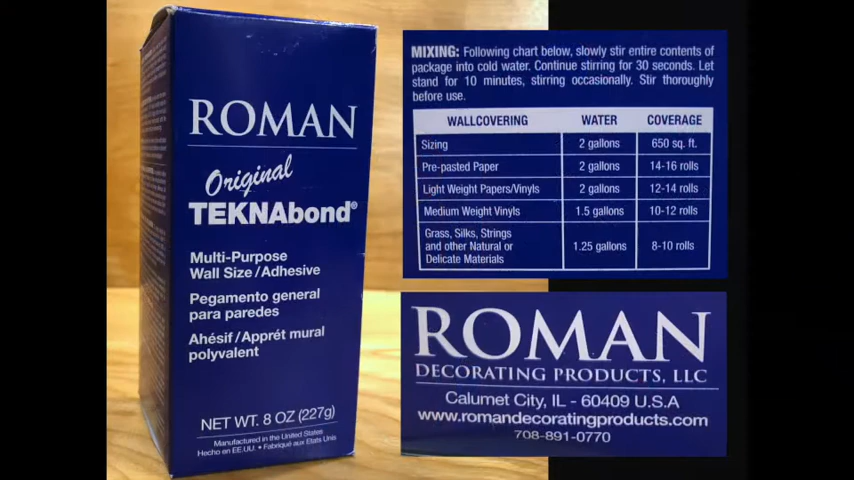 ROMAN
Original
TEKNAbond®
Multi-Purpose
Wall Size/Adhesive
Pegamento general
para paredes
Ahésif/Apprét mural
polyvalent
NET WT. 8 OZ (227g)
Manufactured in the United States
Hecho en EE.UU. • Fabriqué aux Etats Unis
MIXING: Following chart below, slowly stir entire contents of
package into cold water. Continue stirring for 30 seconds. Let
stand for 10 minutes, stirring occasionally. Stir thoroughly
before use.
WALLCOVERING WATER COVERAGE
Sizing 2 gallons 650 sq. ft.
Pre-pasted Paper 2 gallons 14-16 rolls
Light Weight Papers/Vinyls 2 gallons 12-14 rolls
Medium Weight Vinyls 1.5 gallons 10-12 rolls
Grass, Silks, Strings
and other Natural or 1.25 gallons 8-10 rolls
Delicate Materials
ROMAN
DECORATING PRODUCTS, LLC
Calumet City, IL - 60409 U.S.A
www.romandecoratingproducts.com
708-891-0770